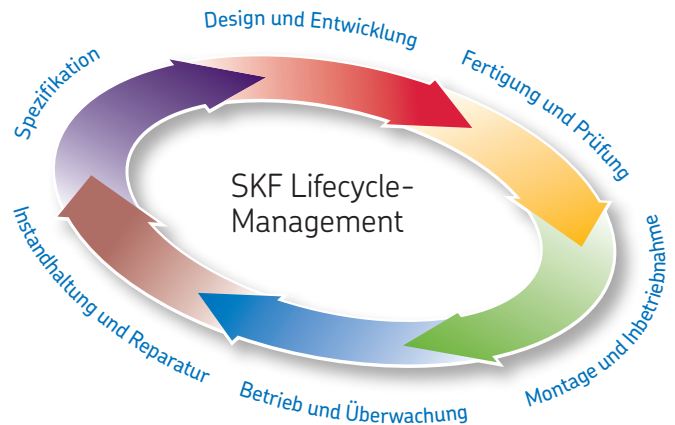 Design und Entwicklung
Fertigung und Prüfung
Montage und Inbetriebnahme
Betrieb und Überwachung
Instandhaltung und Reparatur
Spezifikation
SKF Lifecycle-
Management